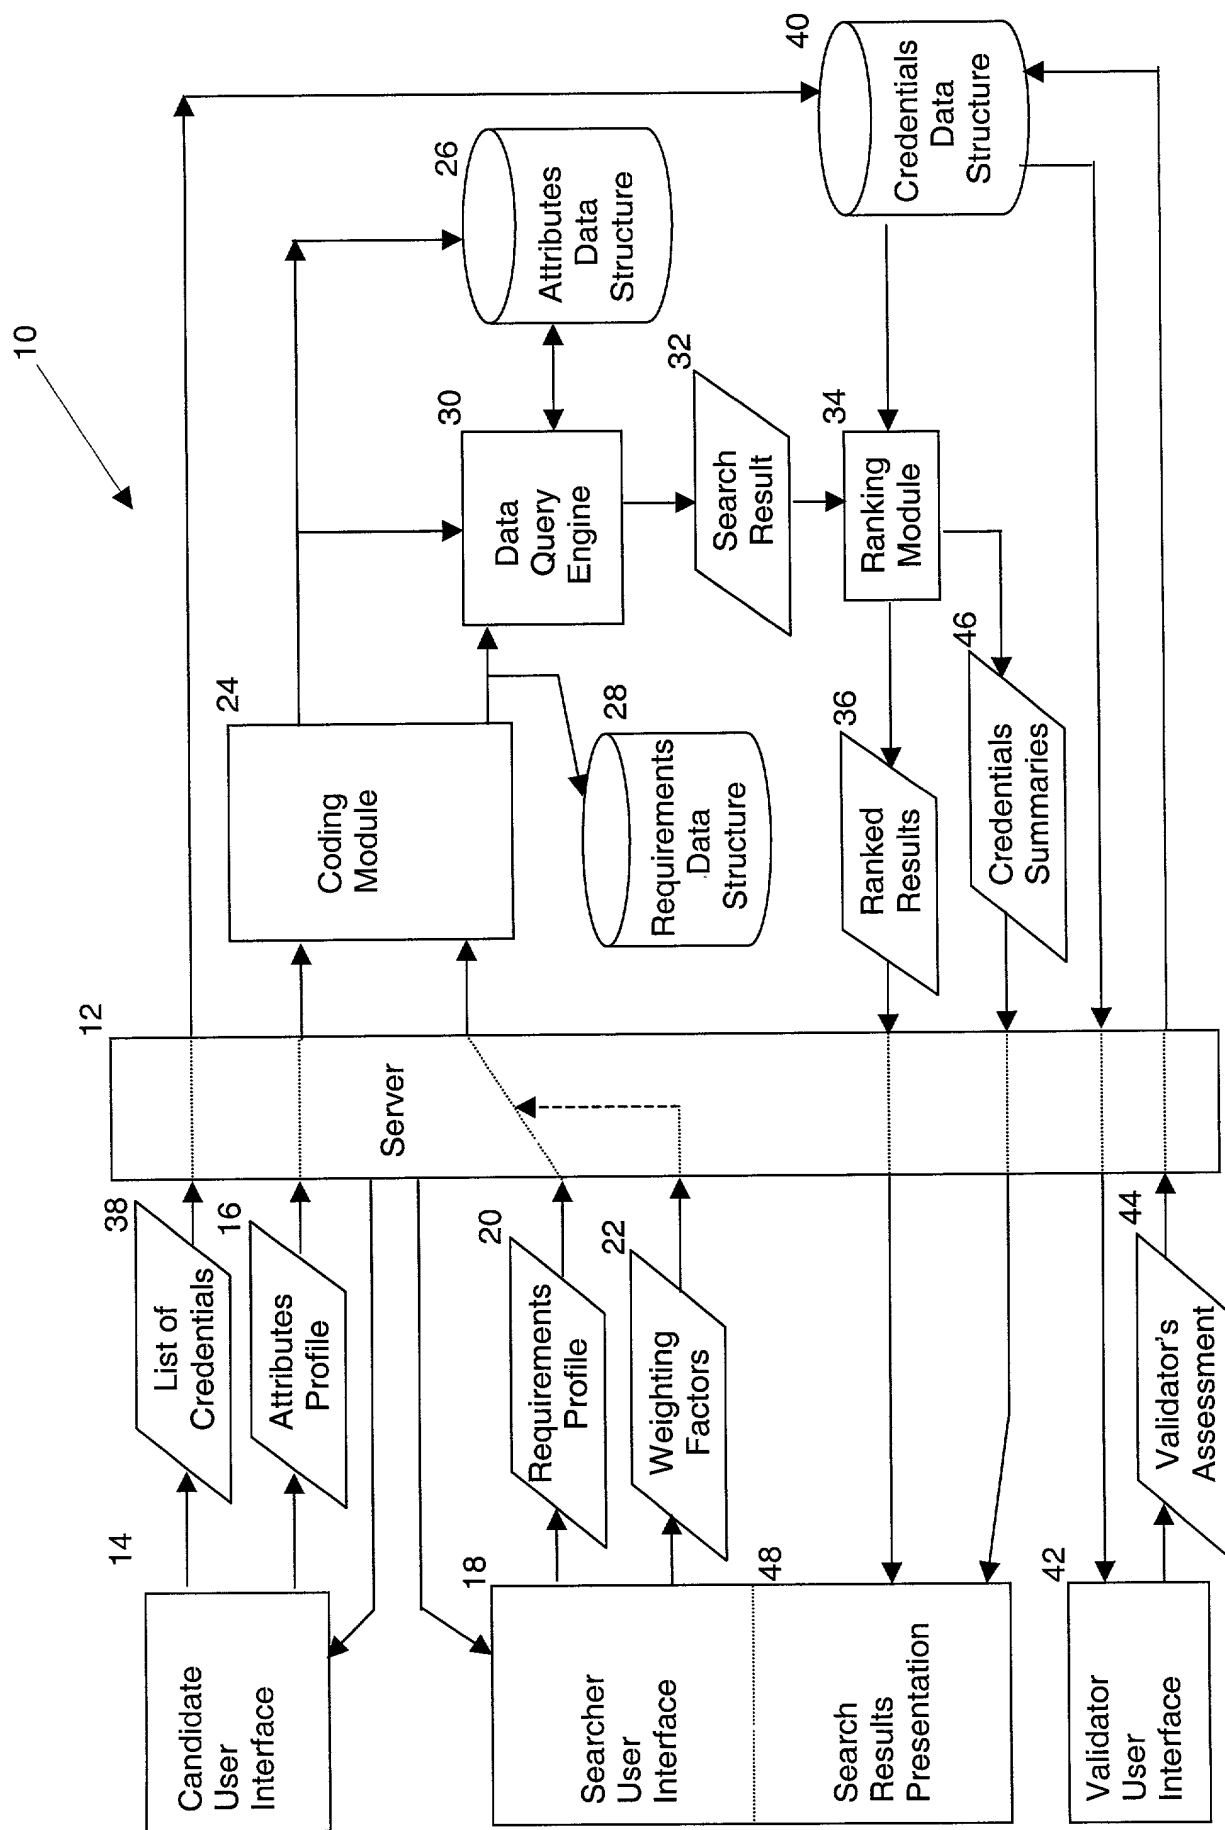 10
Candidate
User
Interface
14
List of
Credentials
38
Attributes
Profile
16
Server
12
Coding
Module
24
Attributes
Data
Structure
26
Data
Query
Engine
30
Requirements
Data
Structure
28
Searcher
User
Interface
18
Requirements
Profile
20
Weighting
Factors
22
Search
Result
32
Ranking
Module
34
Credentials
Data
Structure
40
Search
Results
Presentation
48
Ranked
Results
36
Credentials
Summaries
46
Validator
User
Interface
42
Validator's
Assessment
44